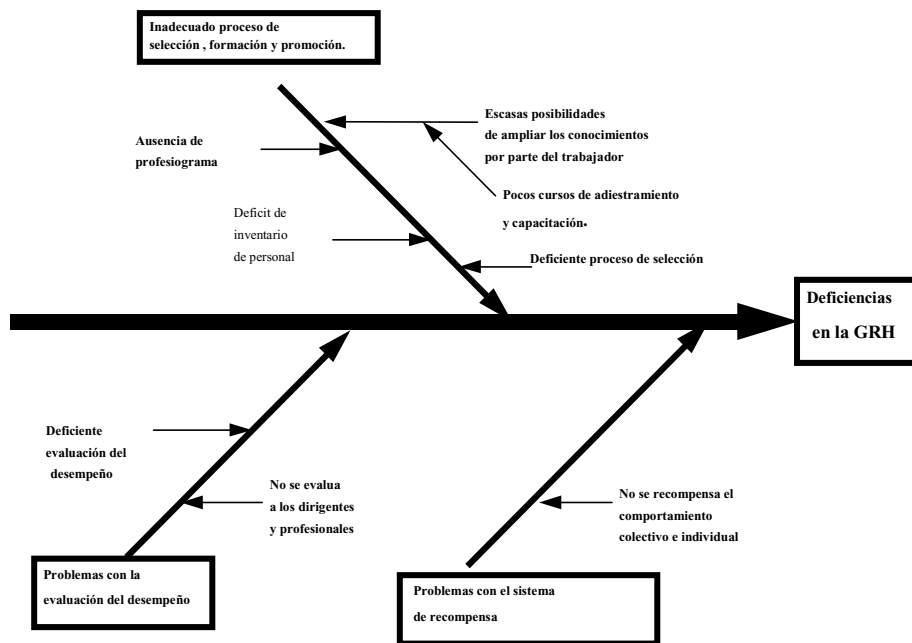 Inadecuado proceso de
selección , formación y promoción.
Escasas posibilidades
de ampliar los conocimientos
por parte del trabajador
Ausencia de
profesiograma
Pocos cursos de adiestramiento
y capacitación.
Deficit de
inventario
de personal
Deficiente proceso de selección
Deficiencias
en la GRH
Deficiente
evaluación del
desempeño
No se evalua
a los dirigentes
y profesionales
No se recompensa el
comportamiento
colectivo e individual
Problemas con la
evaluación del desempeño
Problemas con el sistema
de recompensa